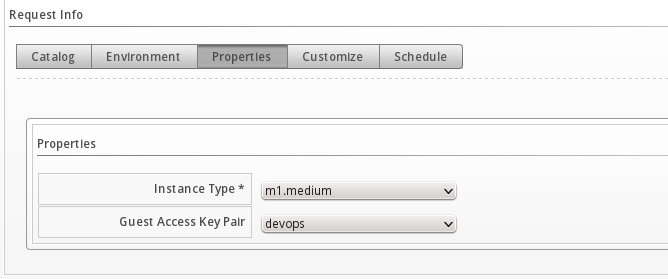 Request Info
Catalog Environment Properties Customize Schedule
Properties
Instance Type * m1.medium
Guest Access Key Pair devops